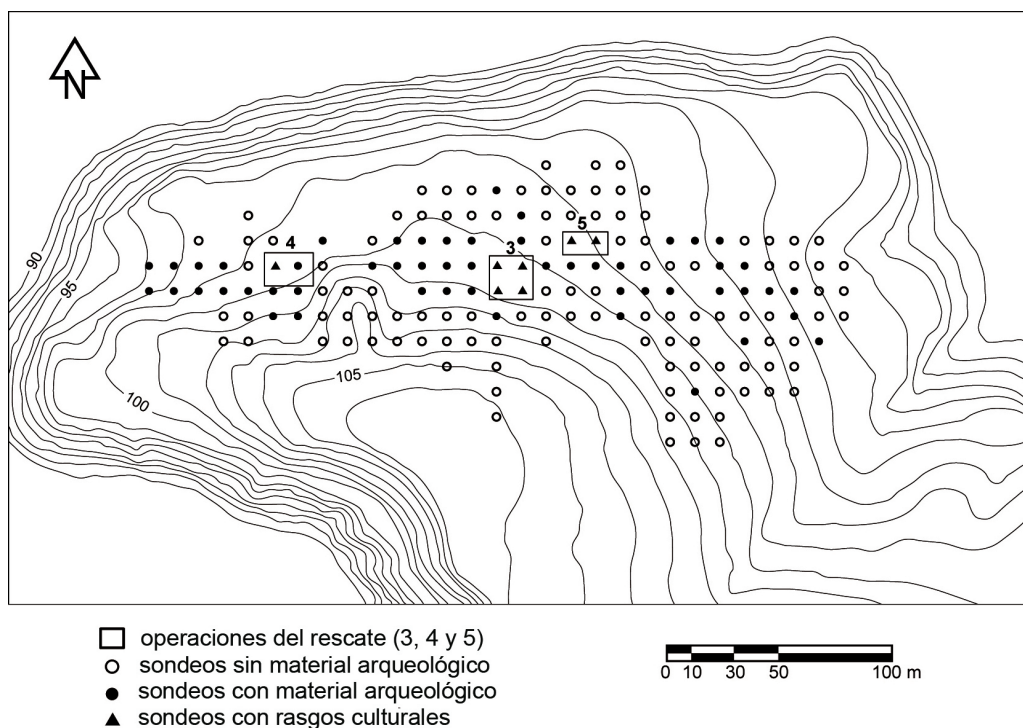 N
5
4
3
90
95
105
100
operaciones del rescate (3, 4 y 5)
sondeos sin material arqueológico
sondeos con material arqueológico
sondeos con rasgos culturales
0 10 30 50 100 m